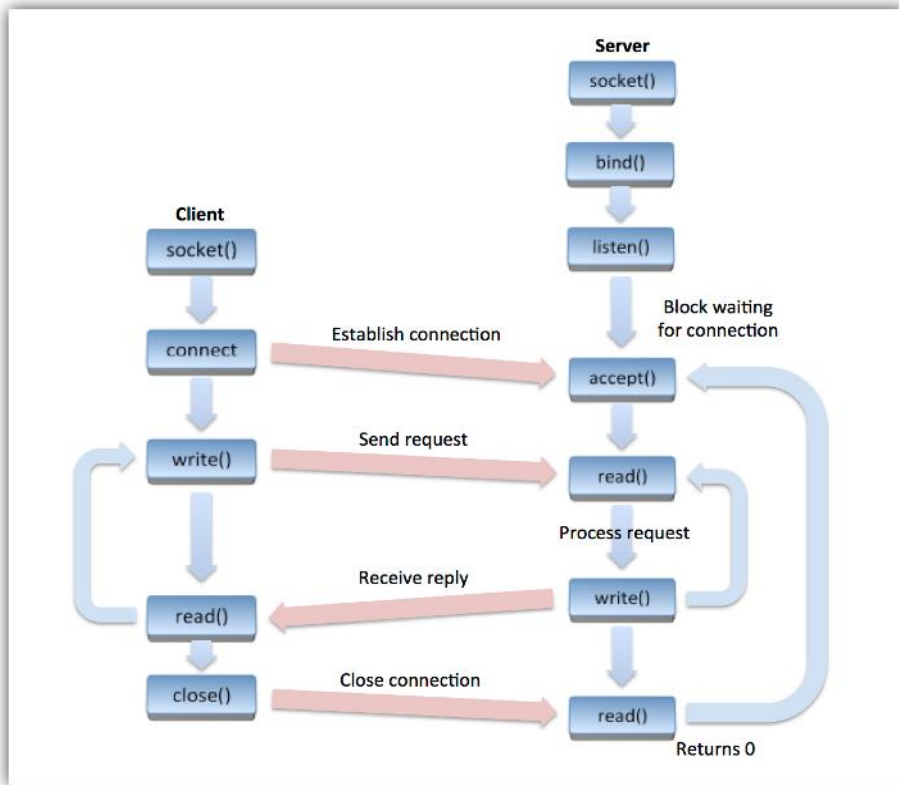 Server
socket()
bind()
Client
socket()
listen()
Block waiting
for connection
Establish connection
connect
accept()
Send request
write()
read()
Process request
Receive reply
write()
read()
Close connection
close()
read()
Returns 0